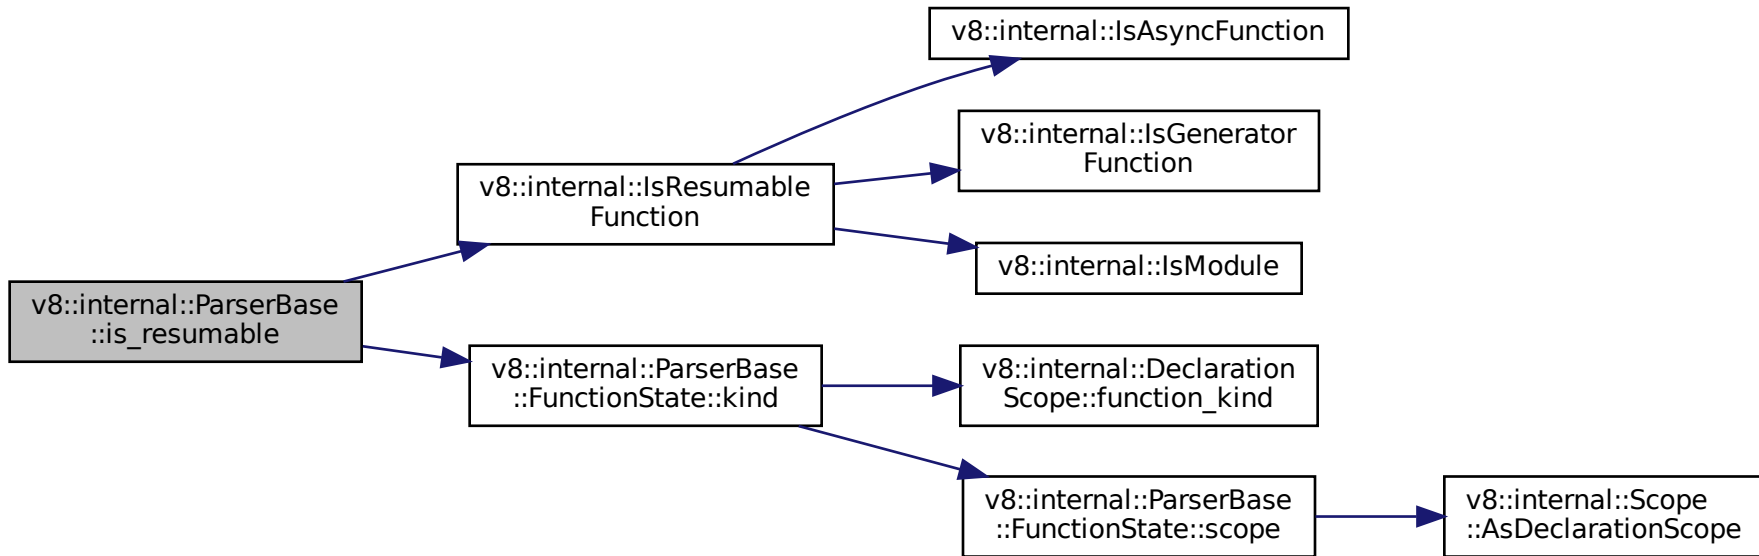 v8::internal::IsAsyncFunction
v8::internal::IsGenerator
Function
v8::internal::IsResumable
Function
v8::internal::IsModule
v8::internal::ParserBase
::is_resumable
v8::internal::ParserBase
::FunctionState::kind
v8::internal::Declaration
Scope::function_kind
v8::internal::ParserBase
::FunctionState::scope
v8::internal::Scope
::AsDeclarationScope